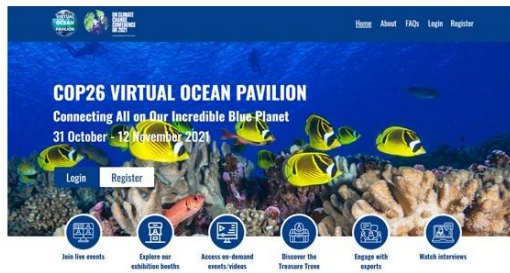 VIRTUAL OCEAN PAVILION
UN CLIMATE
CHANGE
CONFERENCE
UK 2021
Home About FAQs Login Register
COP26 VIRTUAL OCEAN PAVILION
Connecting All on Our Incredible Blue Planet
31 October - 12 November 2021
Login Register
Join live events
Explore our
exhibition booths
Access on-demand
events/videos
Discover the
Treasure Trove
Engage with
experts
Watch interviews